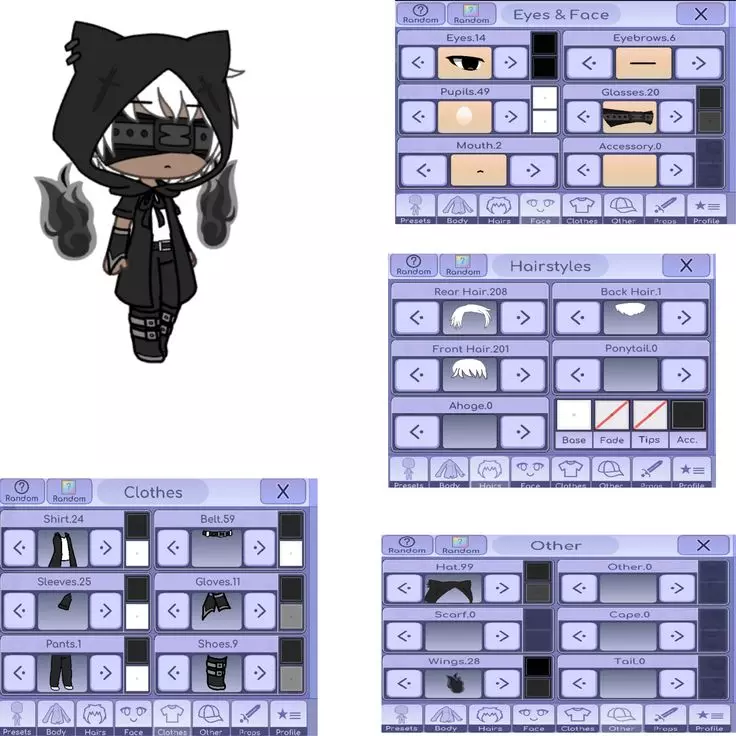 Random Random Eyes & Face X
Eyes.14 Eyebrows.6
Pupils.49 Glasses.20
Mouth.2 Accessory.0
Presets Body Hairs Face Clothes Other Props Profile
Random Random Hairstyles X
Rear Hair.208 Back Hair.1
Front Hair.201 Ponytail.0
Ahoge.0
Base Fade Tips Acc.
Presets Body Hairs Face Clothes Other Props Profile
Random Random Clothes X
Shirt.24 Belt.59
Sleeves.25 Gloves.11
Pants.1 Shoes.9
Presets Body Hairs Face Clothes Other Props Profile
Random Random Other X
Hat.99 Other.0
Scarf.0 Cape.0
Wings.28 Tail.0
Presets Body Hairs Face Clothes Other Props Profile